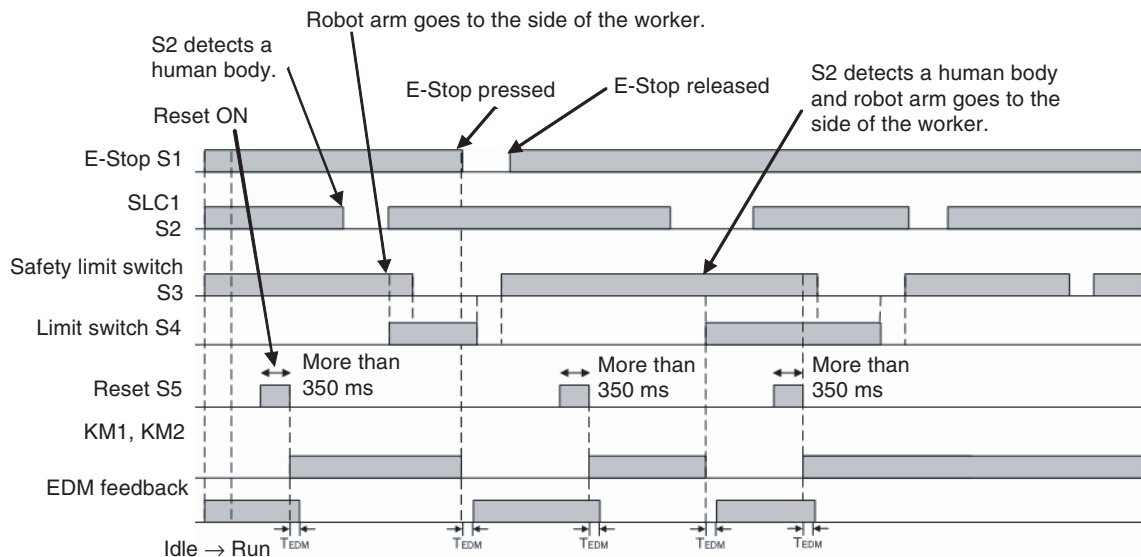 Robot arm goes to the side of the worker.
S2 detects a
human body.
E-Stop pressed
E-Stop released
S2 detects a human body
and robot arm goes to the
side of the worker.
Reset ON
E-Stop S1
SLC1
S2
Safety limit switch
S3
Limit switch S4
More than
350 ms
More than
350 ms
More than
350 ms
Reset S5
KM1, KM2
EDM feedback
TEDM
TEDM
TEDM
TEDM
TEDM
Idle → Run